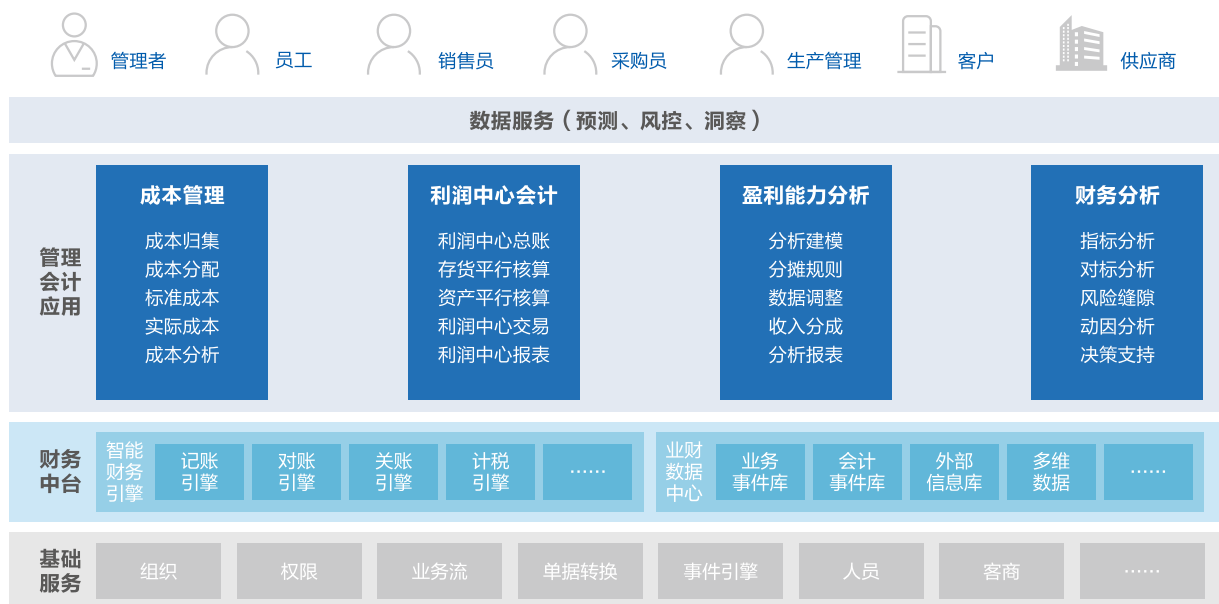 管理者
员工
销售员
采购员
生产管理
客户
供应商
数据服务（预测、风控、洞察）
管理
会计
应用
成本管理
成本归集
成本分配
标准成本
实际成本
成本分析
利润中心会计
利润中心总账
存货平行核算
资产平行核算
利润中心交易
利润中心报表
盈利能力分析
分析建模
分摊规则
数据调整
收入分成
分析报表
财务分析
指标分析
对标分析
风险缝隙
动因分析
决策支持
财务
中台
智能
财务
引擎
记账
引擎
对账
引擎
关账
引擎
计税
引擎
……
业财
数据
中心
业务
事件库
会计
事件库
外部
信息库
多维
数据
……
基础
服务
组织
权限
业务流
单据转换
事件引擎
人员
客商
……